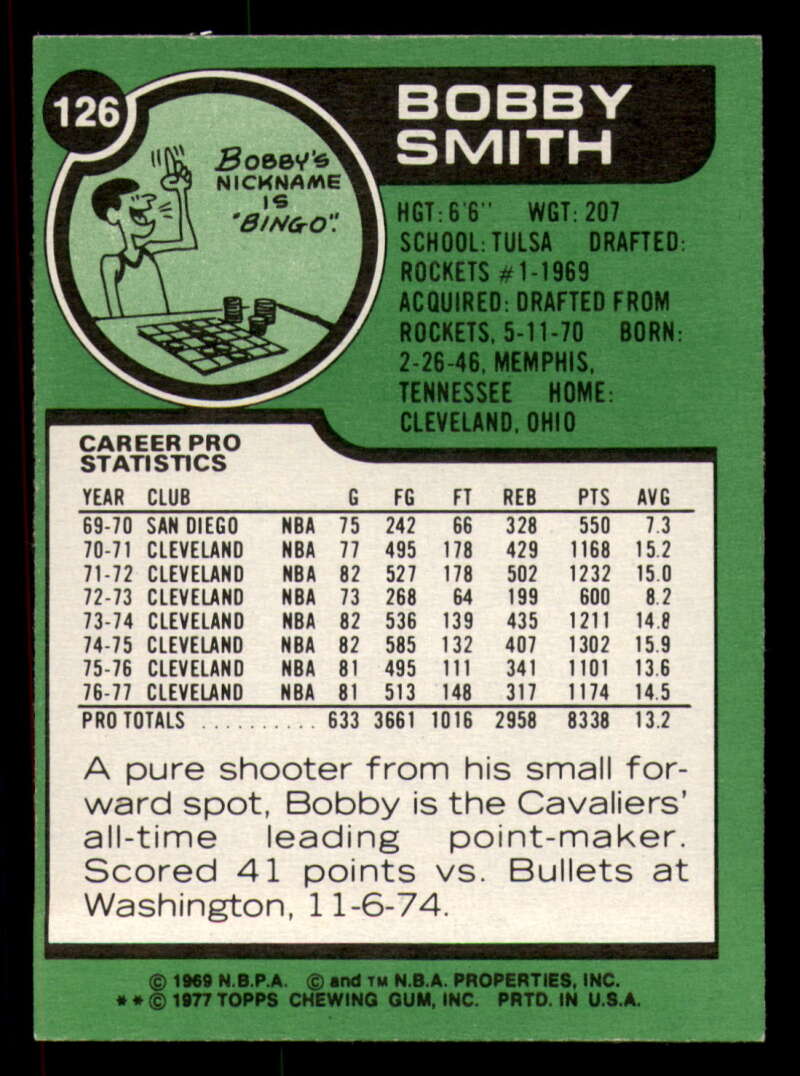 126
BOBBY
SMITH
BOBBY'S
NICKNAME
IS
"BINGO".
HGT: 6'6" WGT: 207
SCHOOL: TULSA DRAFTED:
ROCKETS #1-1969
ACQUIRED: DRAFTED FROM
ROCKETS, 5-11-70 BORN:
2-26-46, MEMPHIS,
TENNESSEE HOME:
CLEVELAND, OHIO
CAREER PRO
STATISTICS
YEAR CLUB G FG FT REB PTS AVG
69-70 SAN DIEGO NBA 75 242 66 328 550 7.3
70-71 CLEVELAND NBA 77 495 178 429 1168 15.2
71-72 CLEVELAND NBA 82 527 178 502 1232 15.0
72-73 CLEVELAND NBA 73 268 64 199 600 8.2
73-74 CLEVELAND NBA 82 536 139 435 1211 14.8
74-75 CLEVELAND NBA 82 585 132 407 1302 15.9
75-76 CLEVELAND NBA 81 495 111 341 1101 13.6
76-77 CLEVELAND NBA 81 513 148 317 1174 14.5
PRO TOTALS .......... 633 3661 1016 2958 8338 13.2
A pure shooter from his small for-
ward spot, Bobby is the Cavaliers'
all-time leading point-maker.
Scored 41 points vs. Bullets at
Washington, 11-6-74.
© 1969 N.B.P.A. © and TM N.B.A. PROPERTIES, INC.
**© 1977 TOPPS CHEWING GUM, INC. PRTD. IN U.S.A.